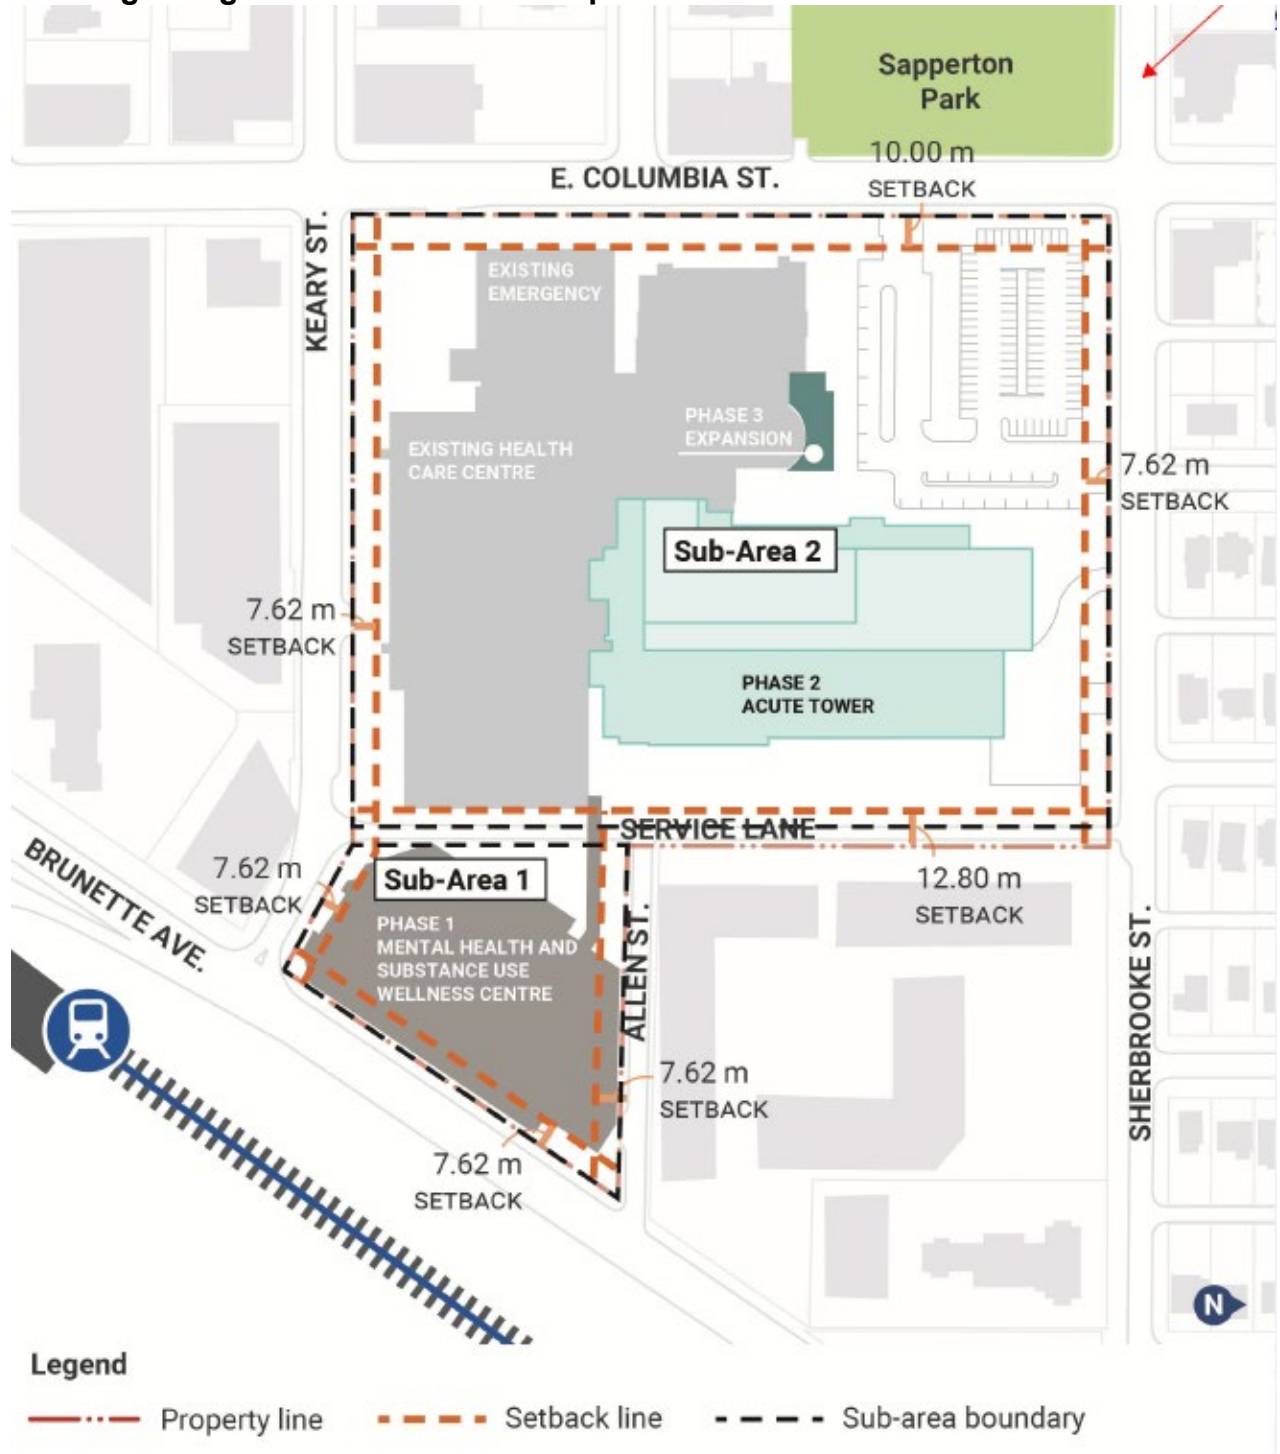 Sapperton
Park
10.00 m
SETBACK
E. COLUMBIA ST.
KEARY ST.
EXISTING
EMERGENCY
PHASE 3
EXPANSION
EXISTING HEALTH
CARE CENTRE
7.62 m
SETBACK
Sub-Area 2
7.62 m
SETBACK
PHASE 2
ACUTE TOWER
SERVICE LANE
BRUNETTE AVE.
7.62 m
SETBACK
Sub-Area 1
12.80 m
SETBACK
PHASE 1
MENTAL HEALTH AND
SUBSTANCE USE
WELLNESS CENTRE
ALLEN ST.
SHERBROOKE ST.
7.62 m
SETBACK
7.62 m
SETBACK
N
Legend
Property line
Setback line
Sub-area boundary